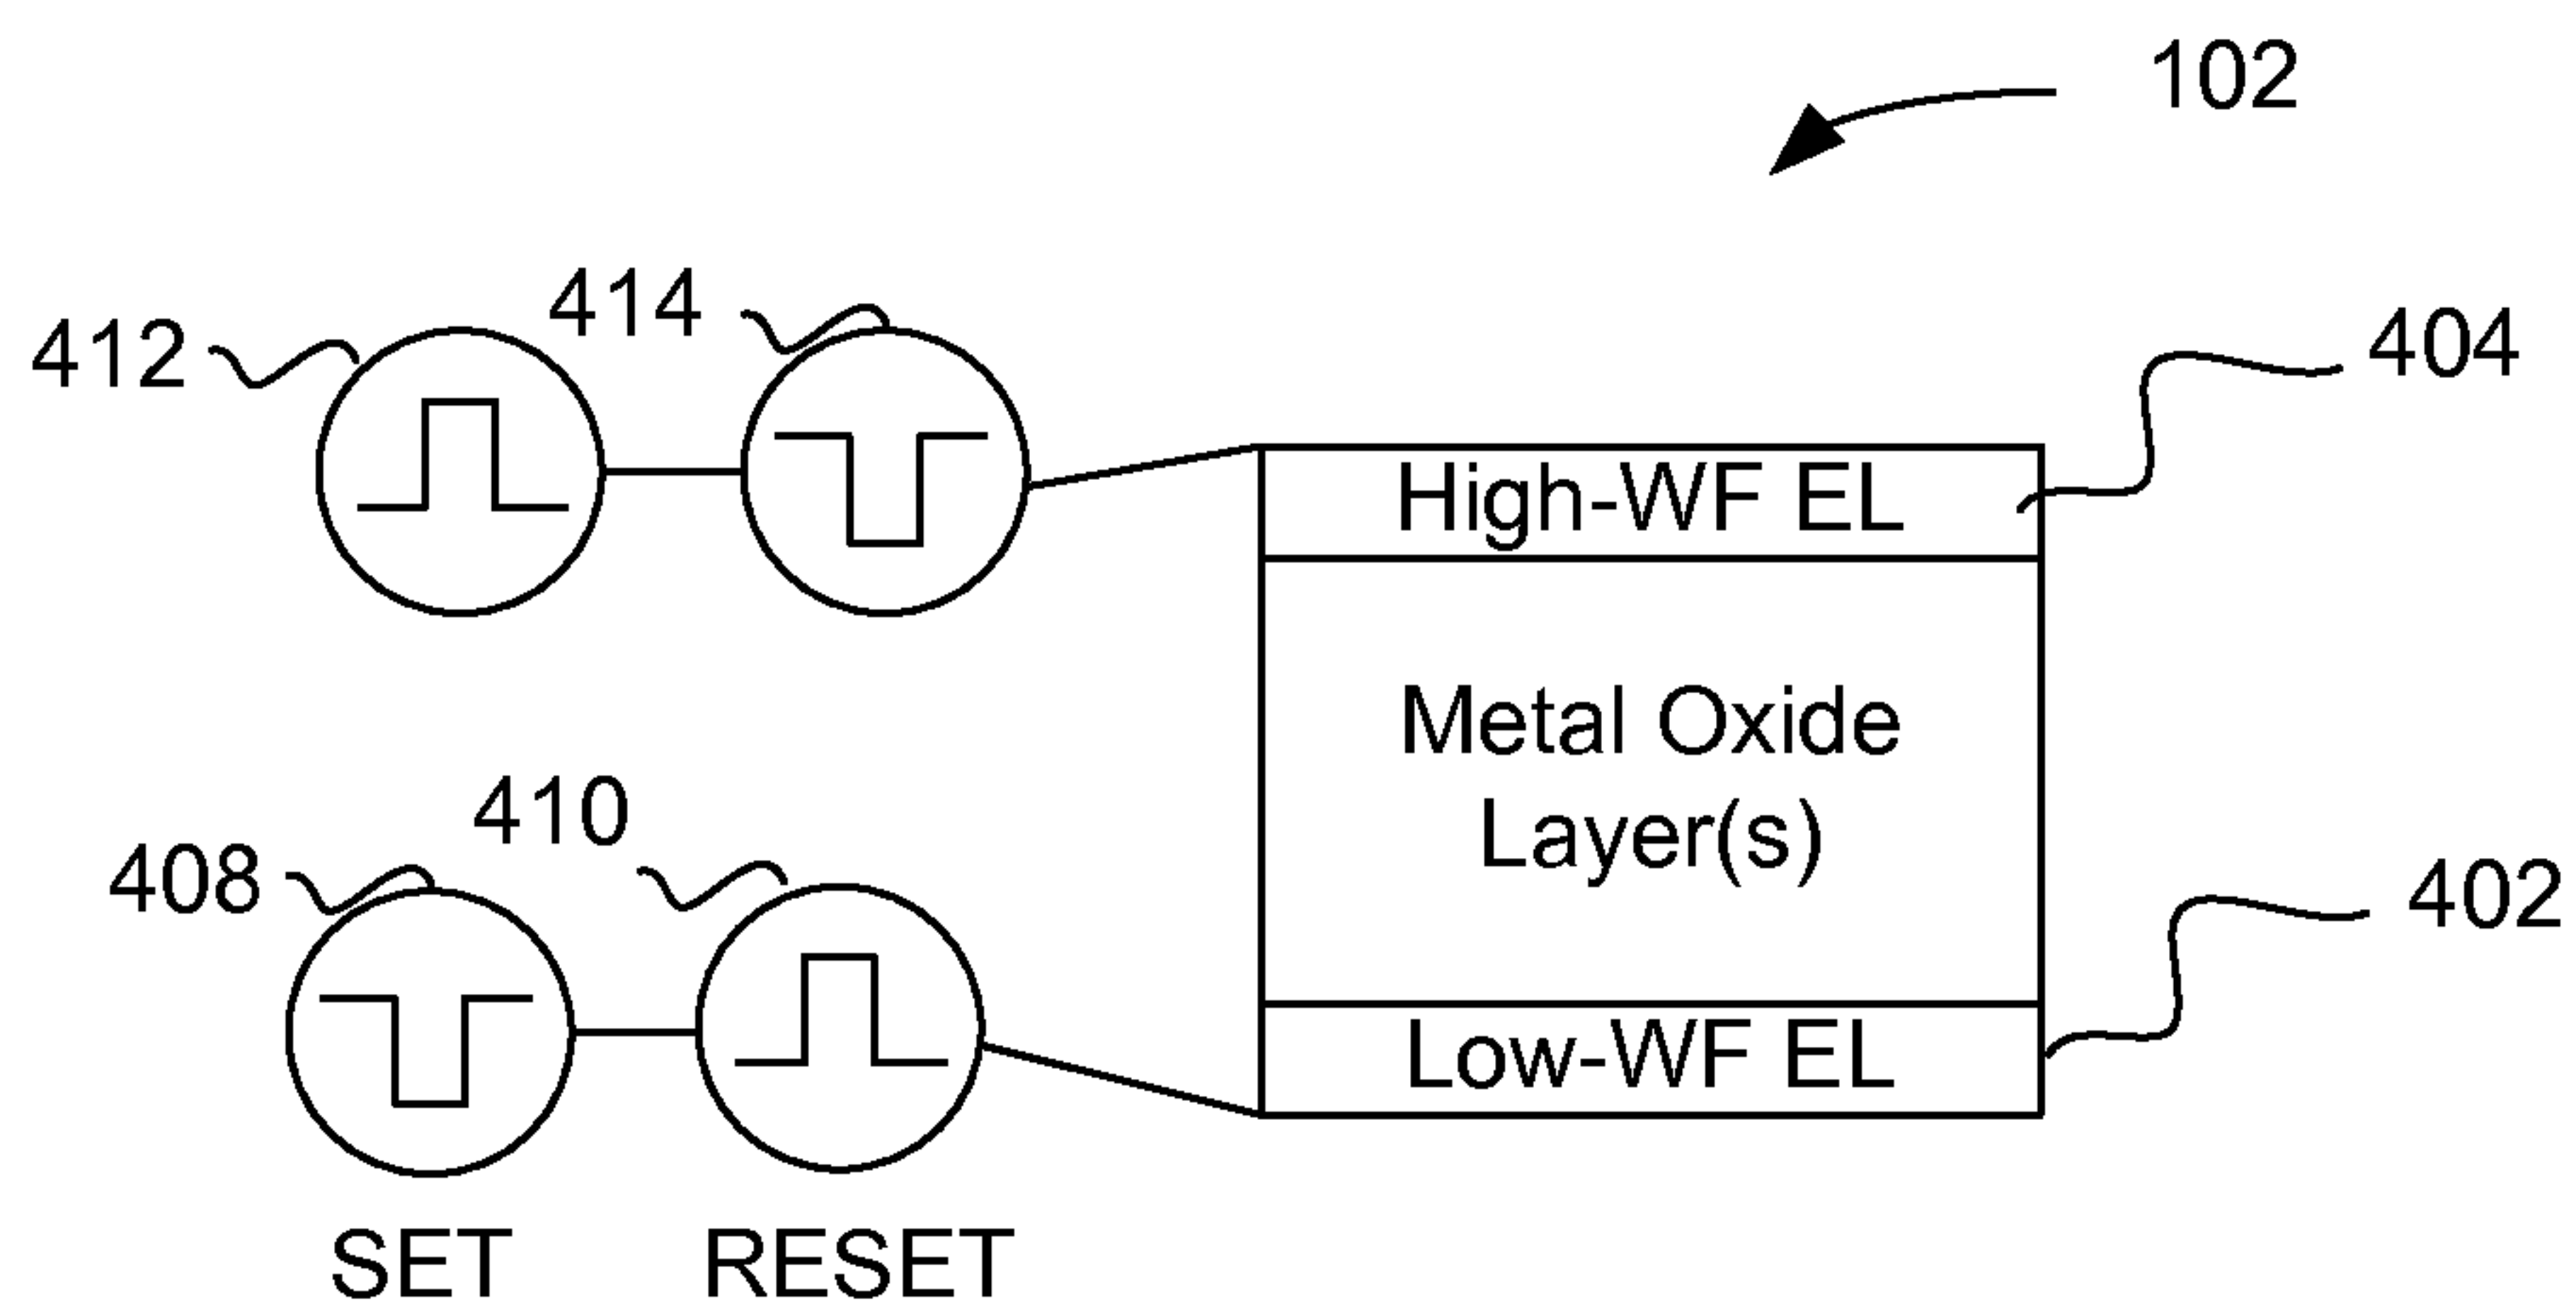 102
414
412
404
High-WF EL
Metal Oxide
Layer(s)
410
408
402
Low-WF EL
SET RESET